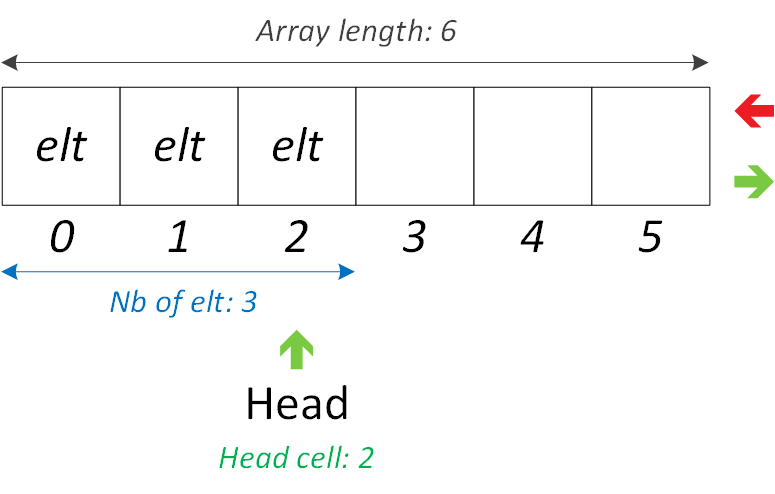 Array length: 6
elt elt elt
0 1 2 3 4 5
Nb of elt: 3
Head
Head cell: 2